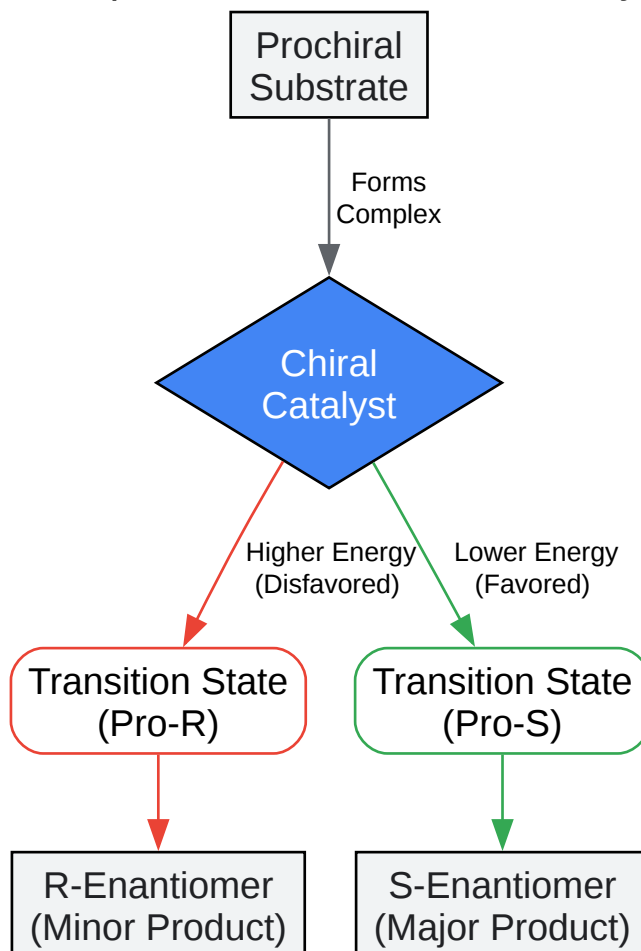 Prochiral
Substrate
Forms
Complex
Chiral
Catalyst
Higher Energy
(Disfavored)
Lower Energy
(Favored)
Transition State
(Pro-R)
Transition State
(Pro-S)
R-Enantiomer
(Minor Product)
S-Enantiomer
(Major Product)